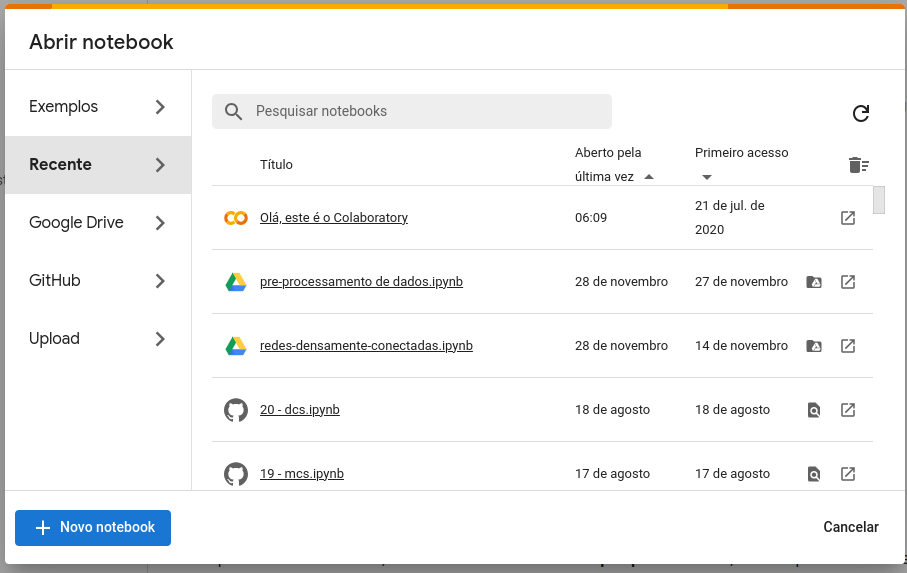 Abrir notebook
Exemplos
Recente
Google Drive
GitHub
Upload
Pesquisar notebooks
Título
Aberto pela
última vez
Primeiro acesso
Olá, este é o Colaboratory
06:09
21 de jul. de
2020
pre-processamento de dados.ipynb
28 de novembro
27 de novembro
redes-densamente-conectadas.ipynb
28 de novembro
14 de novembro
20 - dcs.ipynb
18 de agosto
18 de agosto
19 - mcs.ipynb
17 de agosto
17 de agosto
Novo notebook
Cancelar